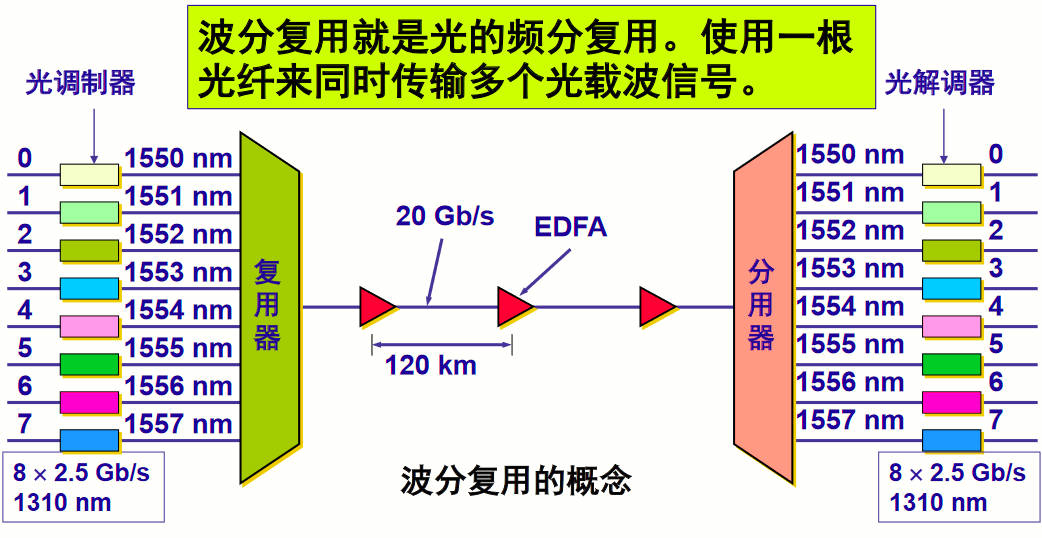 波分复用就是光的频分复用。使用一根
光纤来同时传输多个光载波信号。
光调制器
光解调器
0 1550 nm
1 1551 nm
2 1552 nm
3 1553 nm
4 1554 nm
5 1555 nm
6 1556 nm
7 1557 nm
8 × 2.5 Gb/s
1310 nm
复用器
20 Gb/s
EDFA
120 km
分用器
1550 nm 0
1551 nm 1
1552 nm 2
1553 nm 3
1554 nm 4
1555 nm 5
1556 nm 6
1557 nm 7
8 × 2.5 Gb/s
1310 nm
波分复用的概念